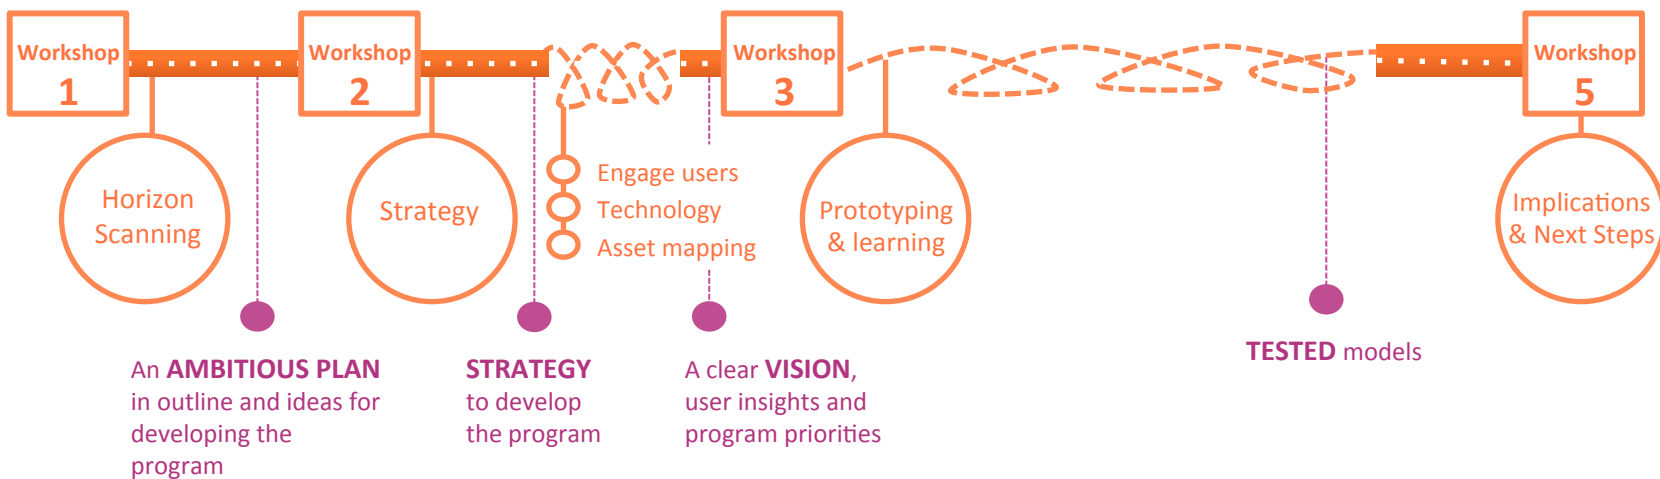 Workshop
1
Workshop
2
Workshop
3
Workshop
5
Horizon
Scanning
Strategy
Engage users
Technology
Asset mapping
Prototyping
& learning
Implications
& Next Steps
An AMBITIOUS PLAN
in outline and ideas for
developing the
program
STRATEGY
to develop
the program
A clear VISION,
user insights and
program priorities
TESTED models